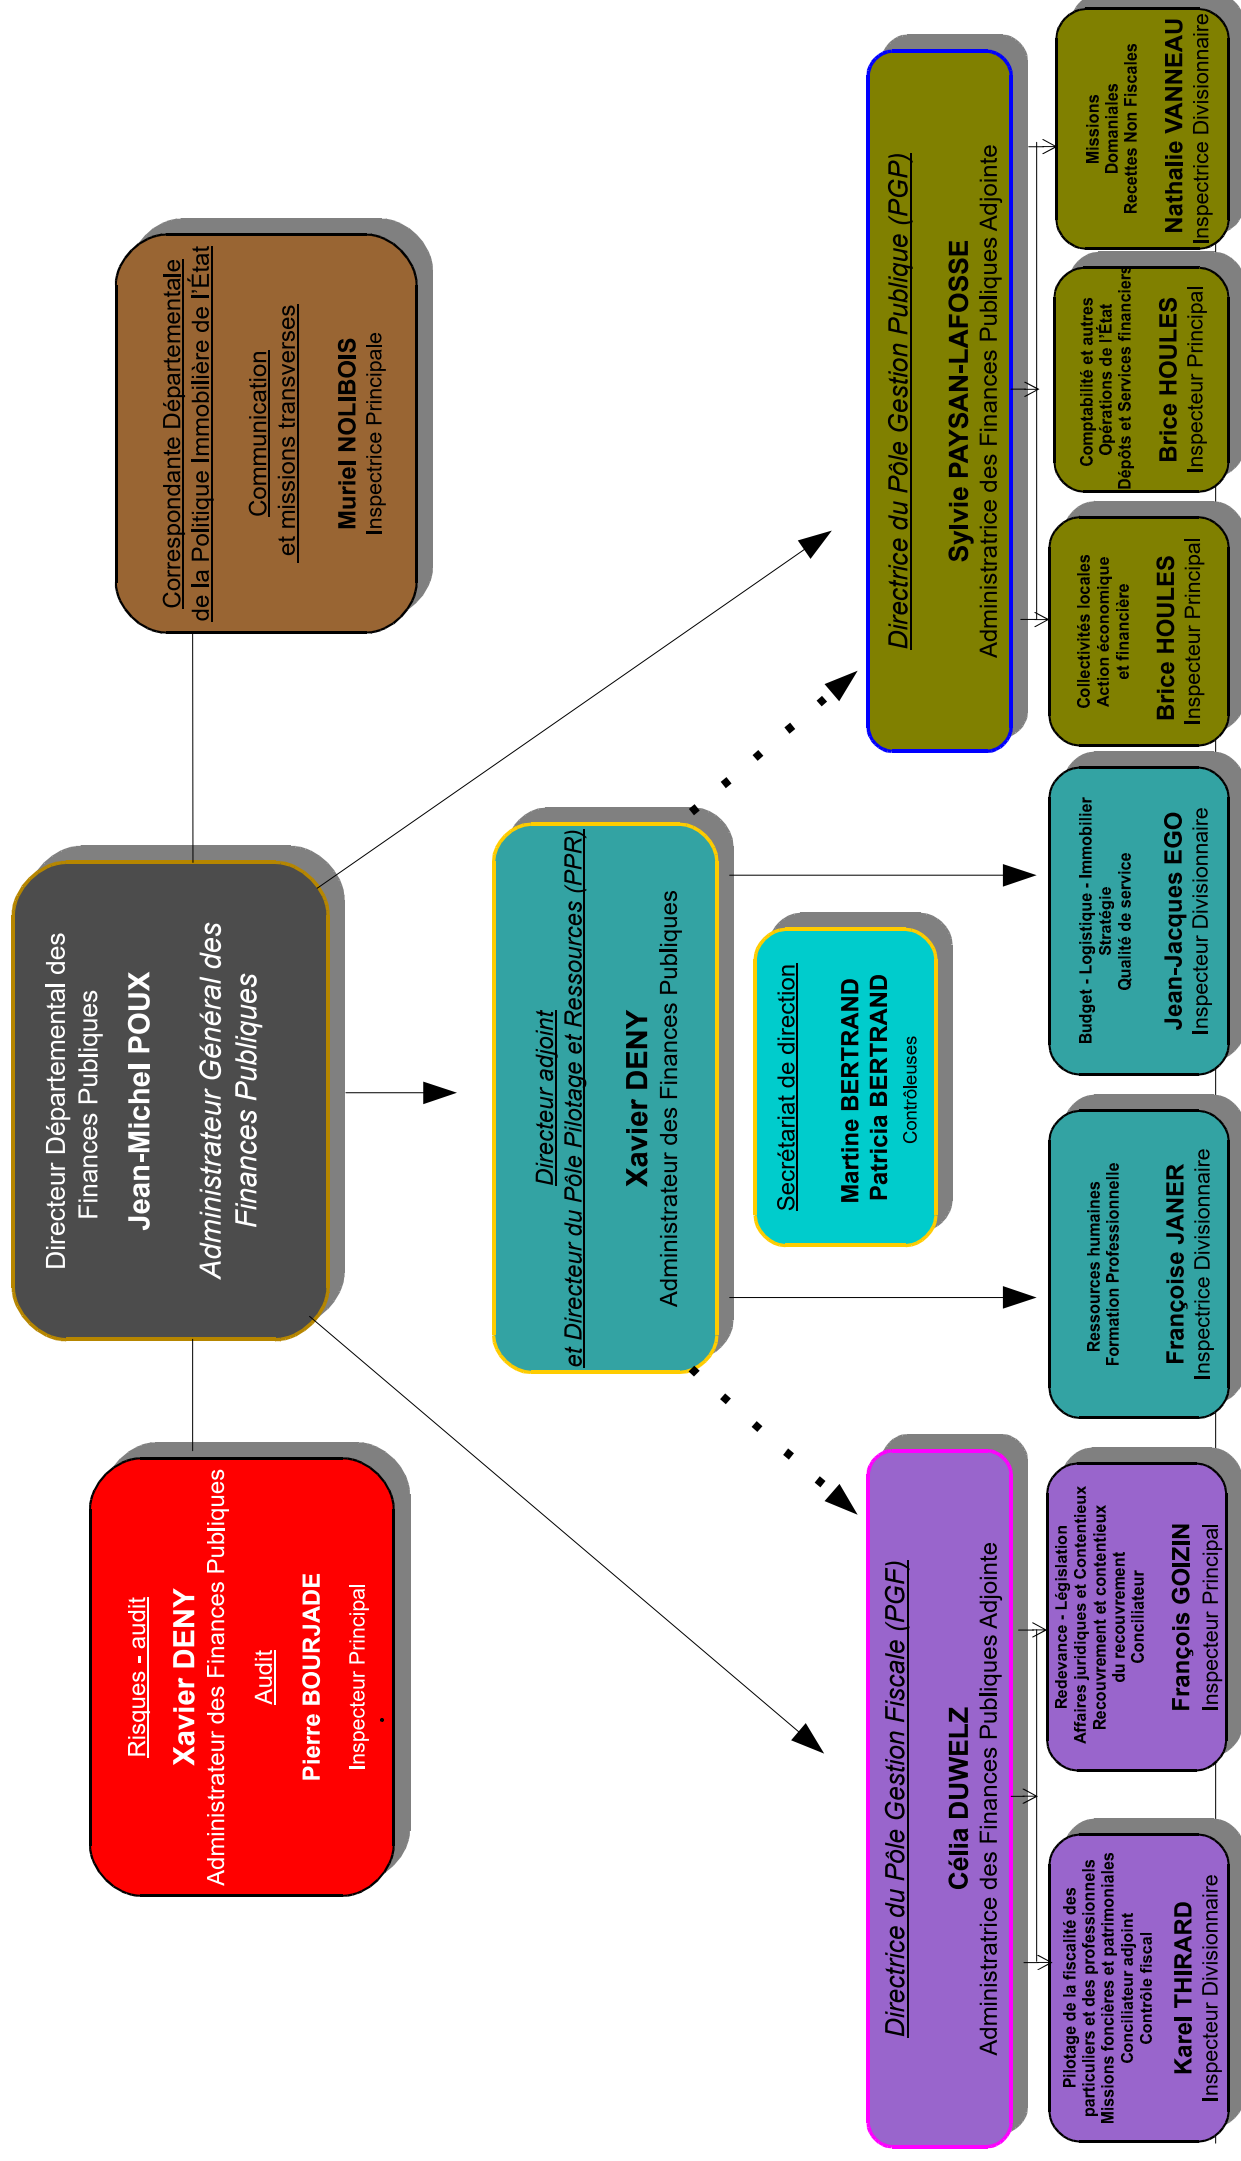 Directeur Départemental des
Finances Publiques
Jean-Michel POUX
Administrateur Général des
Finances Publiques
Risques - audit
Xavier DENY
Administrateur des Finances Publiques
Audit
Pierre BOURJADE
Inspecteur Principal
.
Correspondante Départementale
de la Politique Immobilière de l'État
Communication
et missions transverses
Muriel NOLIBOIS
Inspectrice Principale
Directeur adjoint
et Directeur du Pôle Pilotage et Ressources (PPR)
Xavier DENY
Administrateur des Finances Publiques
Secrétariat de direction
Martine BERTRAND
Patricia BERTRAND
Contrôleuses
Directrice du Pôle Gestion Fiscale (PGF)
Célia DUWELZ
Administratrice des Finances Publiques Adjointe
Directrice du Pôle Gestion Publique (PGP)
Sylvie PAYSAN-LAFOSSE
Administratrice des Finances Publiques Adjointe
Pilotage de la fiscalité des
particuliers et des professionnels
Missions foncières et patrimoniales
Conciliateur adjoint
Contrôle fiscal
Karel THIRARD
Inspecteur Divisionnaire
Redevance - Législation
Affaires juridiques et Contentieux
Recouvrement et contentieux
du recouvrement
Conciliateur
François GOIZIN
Inspecteur Principal
Ressources humaines
Formation Professionnelle
Françoise JANER
Inspectrice Divisionnaire
Budget - Logistique - Immobilier
Stratégie
Qualité de service
Jean-Jacques EGO
Inspecteur Divisionnaire
Collectivités locales
Action économique
et financière
Brice HOULES
Inspecteur Principal
Comptabilité et autres
Opérations de l'État
Dépôts et Services financiers
Brice HOULES
Inspecteur Principal
Missions
Domaniales
Recettes Non Fiscales
Nathalie VANNEAU
Inspectrice Divisionnaire